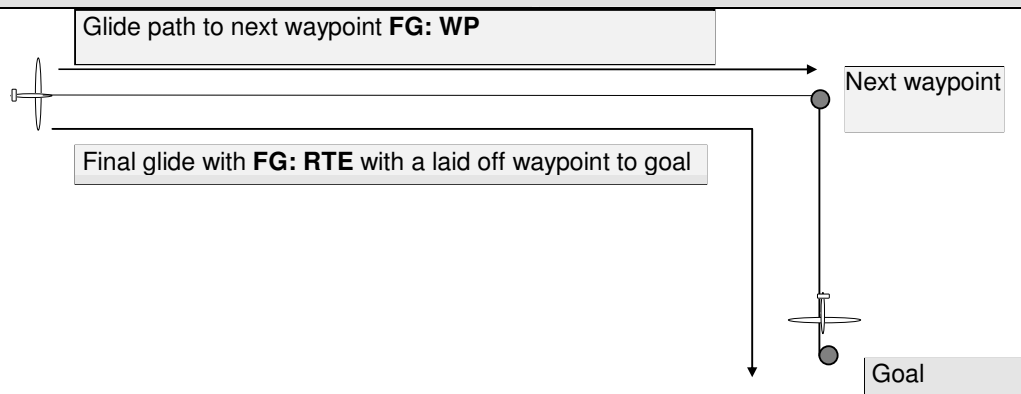 Glide path to next waypoint FG: WP
Next waypoint
Final glide with FG: RTE with a laid off waypoint to goal
Goal